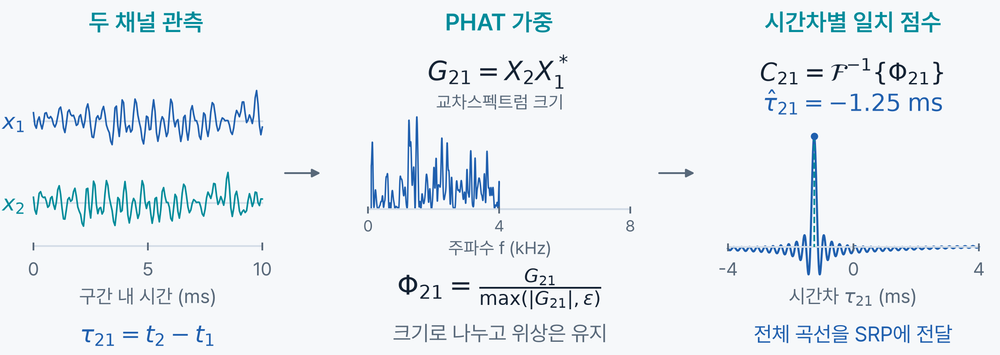 두 채널 관측
x₁
x₂
0 5 10
구간 내 시간 (ms)
τ₂₁ = t₂ − t₁
PHAT 가중
G₂₁ = X₂X₁*
교차스펙트럼 크기
0 4 8
주파수 f (kHz)
Φ₂₁ = G₂₁ / max(|G₂₁|, ε)
크기로 나누고 위상은 유지
시간차별 일치 점수
C₂₁ = ℱ⁻¹{Φ₂₁}
τ̂₂₁ = −1.25 ms
-4 0 4
시간차 τ₂₁ (ms)
전체 곡선을 SRP에 전달